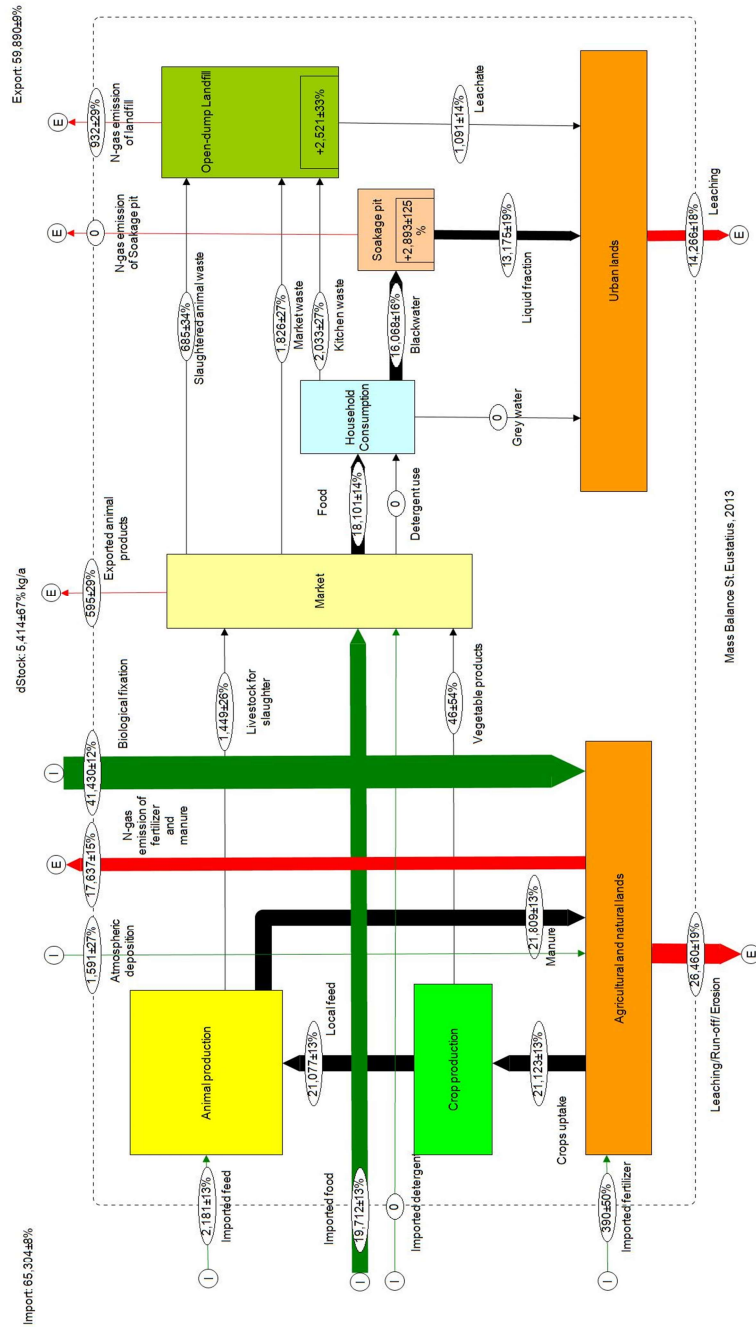 Import: 65,304±8%
dStock: 5,414±67% kg/a
Export: 59,890±9%
I
1,591±27%
Atmospheric
deposition
E
17,637±15%
N-gas
emission of
fertilizer
and
manure
I
41,430±12%
Biological fixation
E
595±29%
Exported animal
products
E
0
N-gas emission
of Soakage pit
E
932±29%
N-gas emission
of landfill
I
2,181±13%
Imported feed
Animal production
1,449±26%
Livestock for
slaughter
685±34%
Slaughtered animal waste
Open-dump Landfill
+2,521±33%
1,826±27%
Market waste
2,033±27%
Kitchen waste
21,077±13%
Local feed
I
19,712±13%
Imported food
Market
18,101±14%
Food
Household
Consumption
16,068±16%
Blackwater
Soakage pit
+2,893±125
%
1,091±14%
Leachate
I
0
Imported detergent
0
Detergent use
Crop production
46±54%
Vegetable products
21,809±13%
Manure
21,123±13%
Crops uptake
0
Grey water
13,175±19%
Liquid fraction
I
390±50%
Imported fertilizer
Agricultural and natural lands
Urban lands
26,460±19%
Leaching/Run-off/ Erosion
E
14,266±18%
Leaching
E
Mass Balance St. Eustatius, 2013